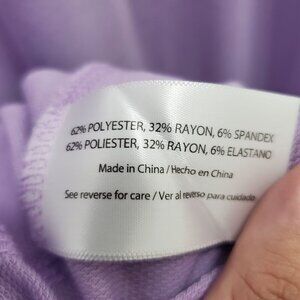 62% POLYESTER, 32% RAYON, 6% SPANDEX
62% POLIESTER, 32% RAYON, 6% ELASTANO
Made in China / Hecho en China
See reverse for care / Ver al reverso para cuidado